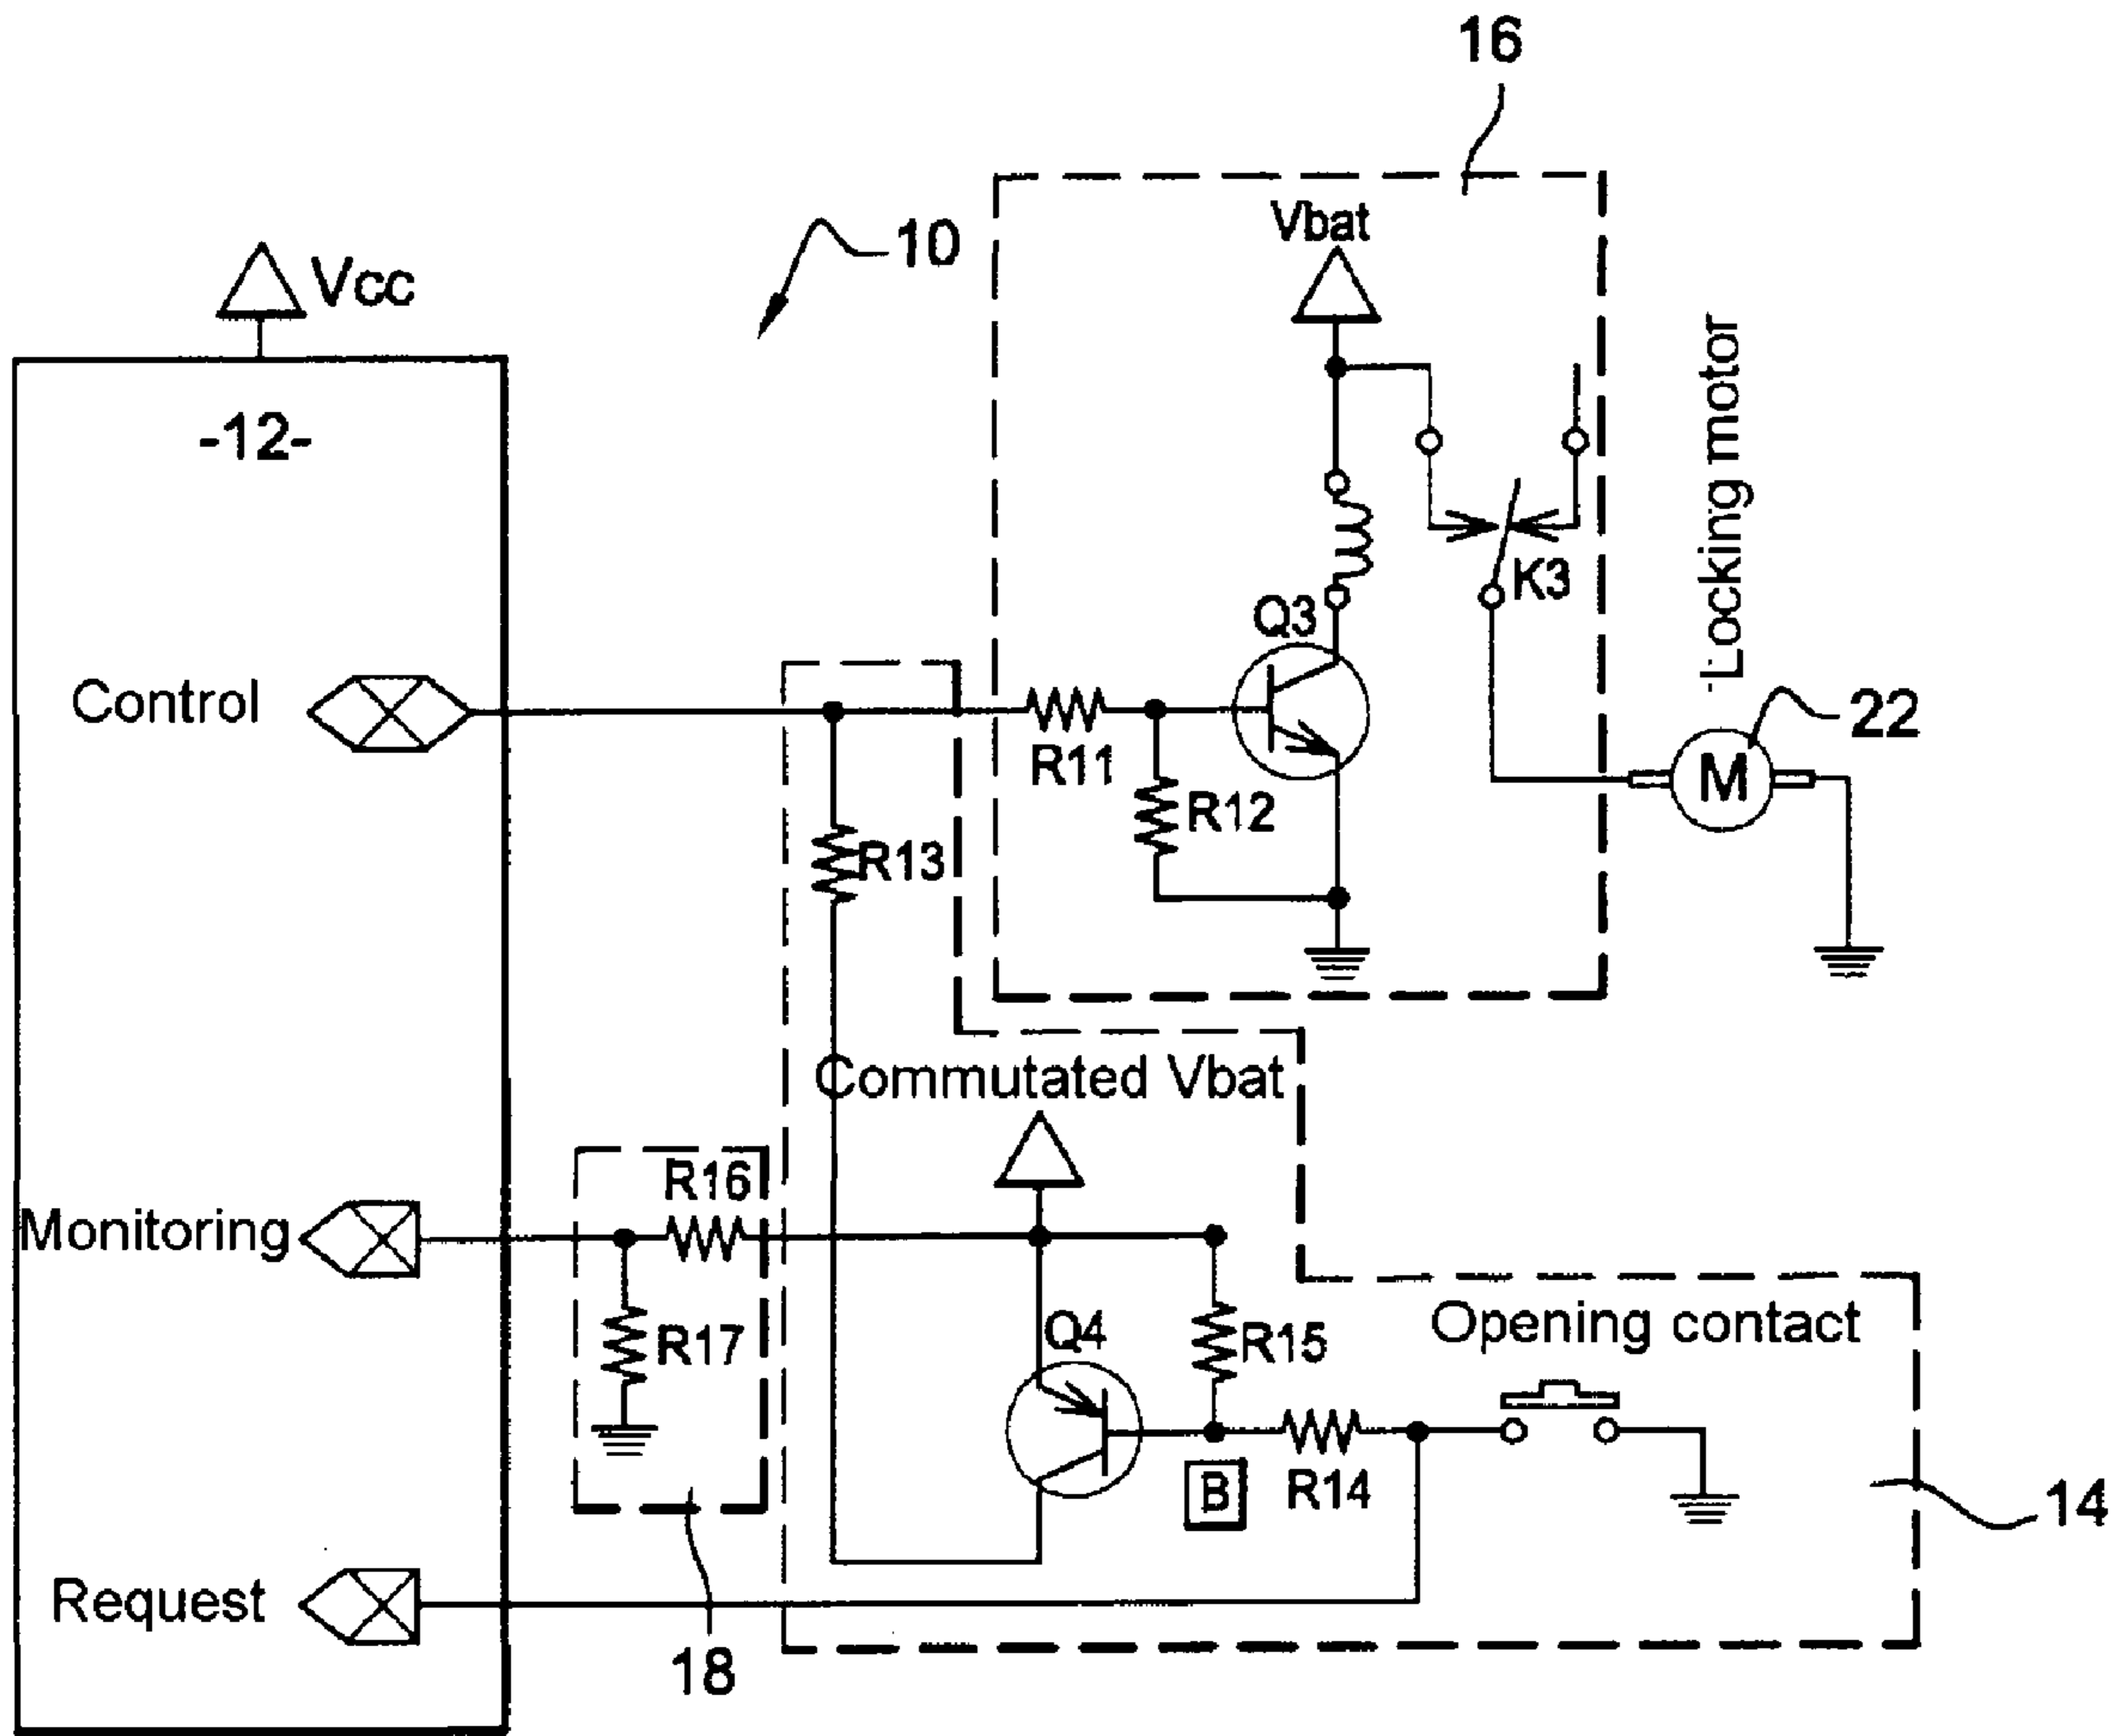 16
Vbat
10
Vcc
-12-
Locking motor
K3
Q3
Control
22
M
R11
R12
R13
Commutated Vbat
R16
Monitoring
Opening contact
Q4
R15
R17
B
R14
14
Request
18